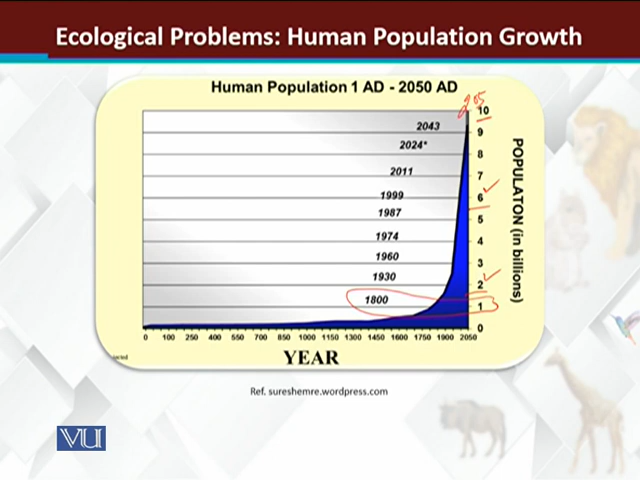 Ecological Problems: Human Population Growth
Human Population 1 AD - 2050 AD
10
2043
9
2024*
8
2011
7
1999
6
1987
5
1974
4
1960
3
1930
2
1800
1
0
POPULATON (in billions)
0 100 250 400 550 700 850 1000 1150 1300 1450 1600 1750 1900 2050
YEAR
Ref. sureshemre.wordpress.com
VU